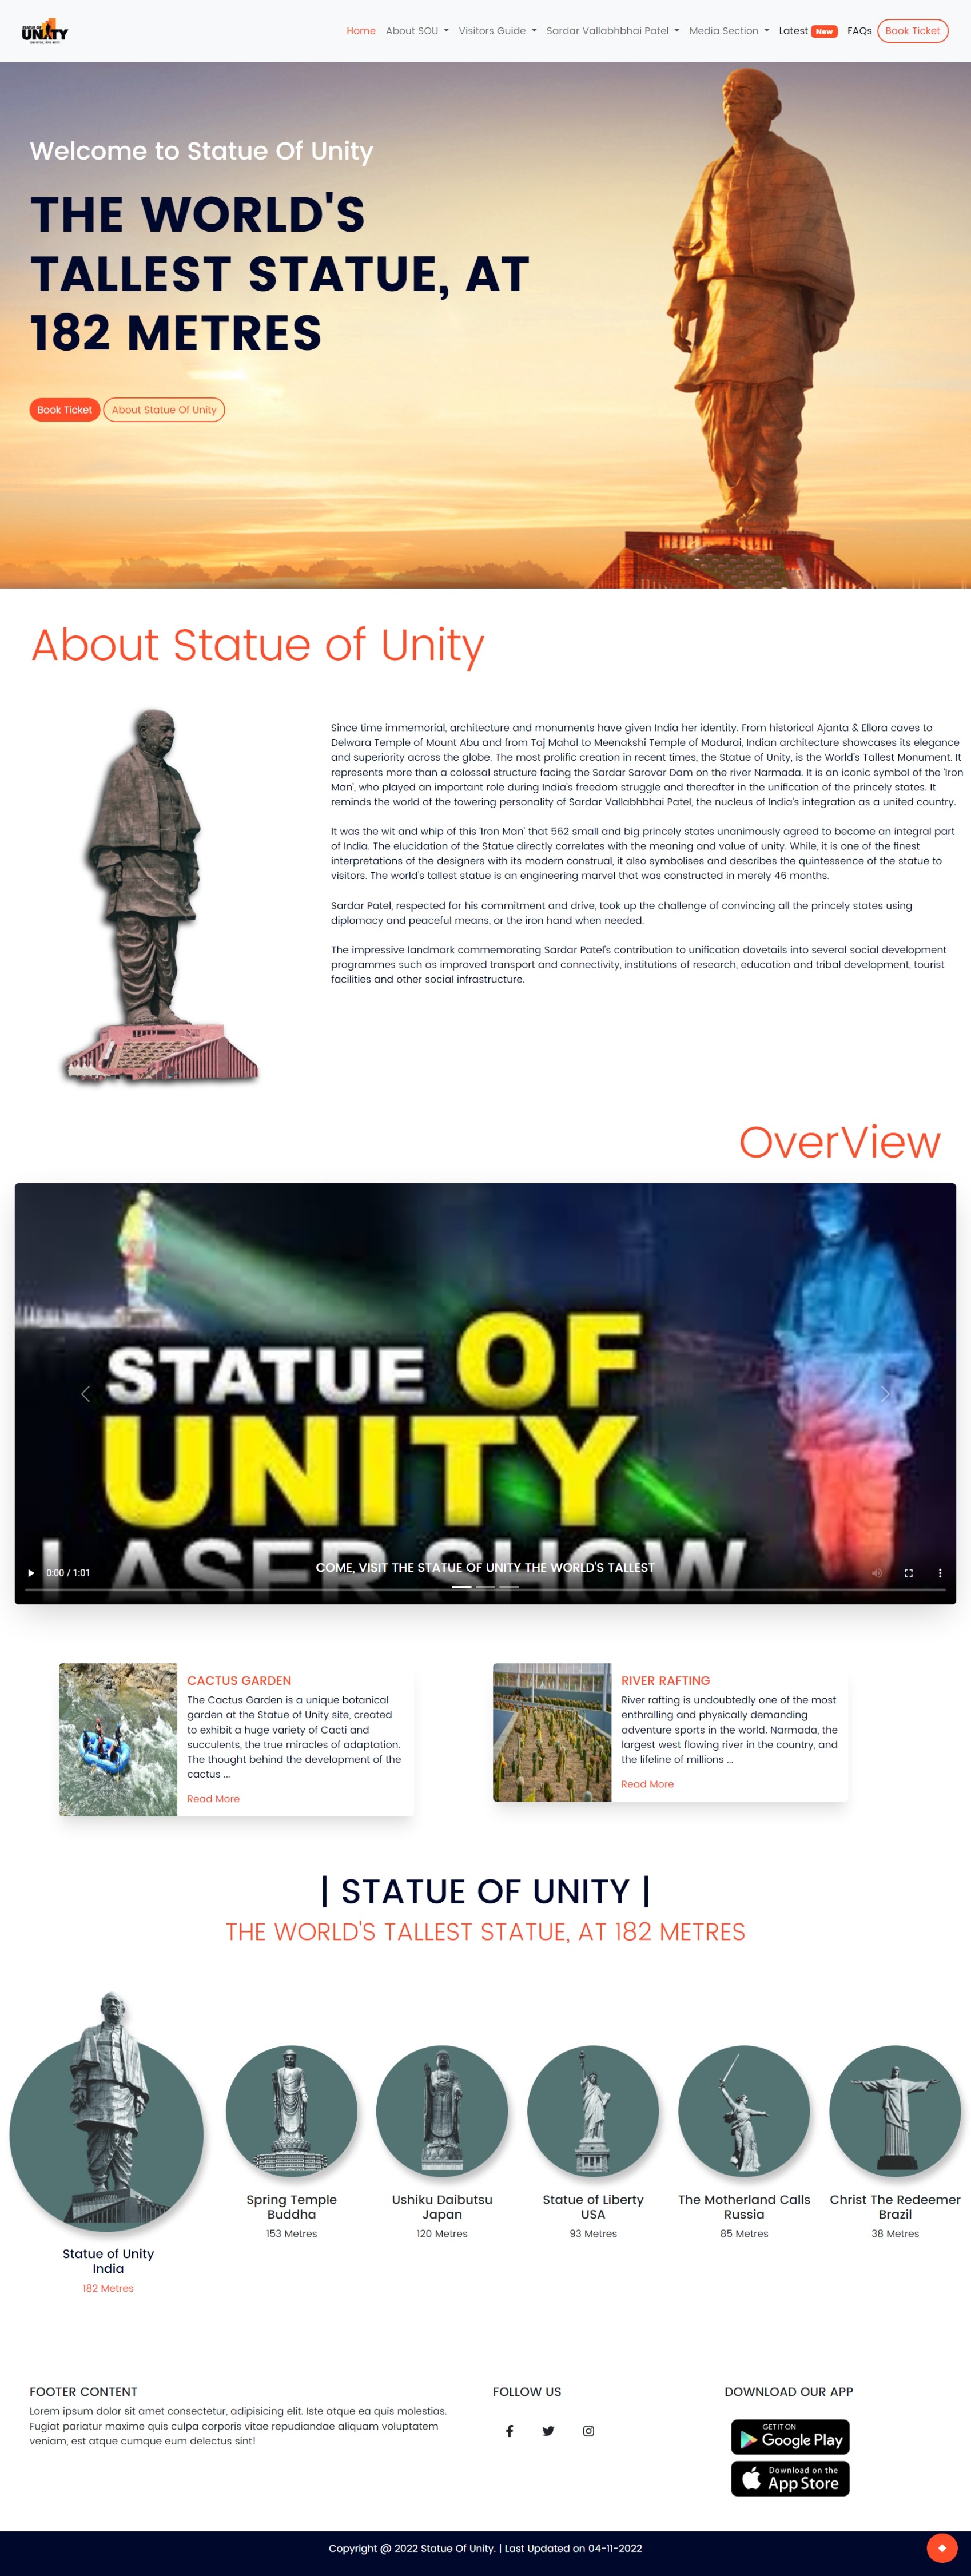 STATUE OF
UNITY
Home About SOU Visitors Guide Sardar Vallabhbhai Patel Media Section Latest New FAQs Book Ticket
Welcome to Statue Of Unity
THE WORLD'S
TALLEST STATUE, AT
182 METRES
Book Ticket About Statue Of Unity
About Statue of Unity
Since time immemorial, architecture and monuments have given India her identity. From historical Ajanta & Ellora caves to
Delwara Temple of Mount Abu and from Taj Mahal to Meenakshi Temple of Madurai, Indian architecture showcases its elegance
and superiority across the globe. The most prolific creation in recent times, the Statue of Unity, is the World's Tallest Monument. It
represents more than a colossal structure facing the Sardar Sarovar Dam on the river Narmada. It is an iconic symbol of the 'Iron
Man', who played an important role during India's freedom struggle and thereafter in the unification of the princely states. It
reminds the world of the towering personality of Sardar Vallabhbhai Patel, the nucleus of India's integration as a united country.
It was the wit and whip of this 'Iron Man' that 562 small and big princely states unanimously agreed to become an integral part
of India. The elucidation of the Statue directly correlates with the meaning and value of unity. While, it is one of the finest
interpretations of the designers with its modern construal, it also symbolises and describes the quintessence of the statue to
visitors. The world's tallest statue is an engineering marvel that was constructed in merely 46 months.
Sardar Patel, respected for his commitment and drive, took up the challenge of convincing all the princely states using
diplomacy and peaceful means, or the iron hand when needed.
The impressive landmark commemorating Sardar Patel's contribution to unification dovetails into several social development
programmes such as improved transport and connectivity, institutions of research, education and tribal development, tourist
facilities and other social infrastructure.
OverView
STATUE OF
UNITY
LASER SHOW
COME, VISIT THE STATUE OF UNITY THE WORLD'S TALLEST
0:00 / 1:01
CACTUS GARDEN
The Cactus Garden is a unique botanical
garden at the Statue of Unity site, created
to exhibit a huge variety of Cacti and
succulents, the true miracles of adaptation.
The thought behind the development of the
cactus ...
Read More
RIVER RAFTING
River rafting is undoubtedly one of the most
enthralling and physically demanding
adventure sports in the world. Narmada, the
largest west flowing river in the country, and
the lifeline of millions ...
Read More
| STATUE OF UNITY |
THE WORLD'S TALLEST STATUE, AT 182 METRES
Statue of Unity
India
182 Metres
Spring Temple
Buddha
153 Metres
Ushiku Daibutsu
Japan
120 Metres
Statue of Liberty
USA
93 Metres
The Motherland Calls
Russia
85 Metres
Christ The Redeemer
Brazil
38 Metres
FOOTER CONTENT
Lorem ipsum dolor sit amet consectetur, adipisicing elit. Iste atque ea quis molestias.
Fugiat pariatur maxime quis culpa corporis vitae repudiandae aliquam voluptatem
veniam, est atque cumque eum delectus sint!
FOLLOW US
DOWNLOAD OUR APP
GET IT ON
Google Play
Download on the
App Store
Copyright @ 2022 Statue Of Unity. | Last Updated on 04-11-2022